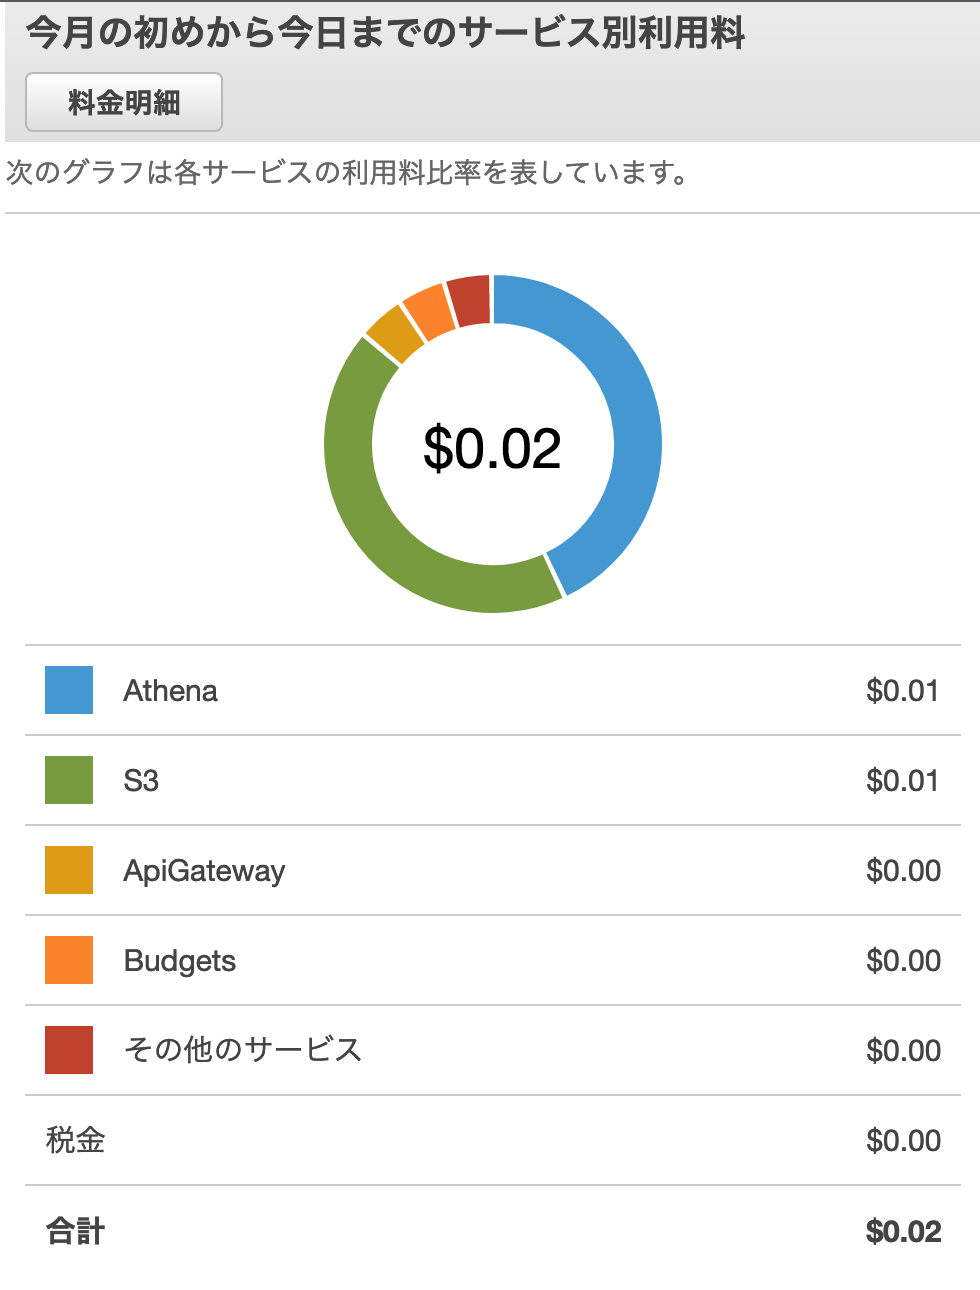 今月の初めから今日までのサービス別利用料
料金明細
次のグラフは各サービスの利用料比率を表しています。
$0.02
Athena $0.01
S3 $0.01
ApiGateway $0.00
Budgets $0.00
その他のサービス $0.00
税金 $0.00
合計 $0.02